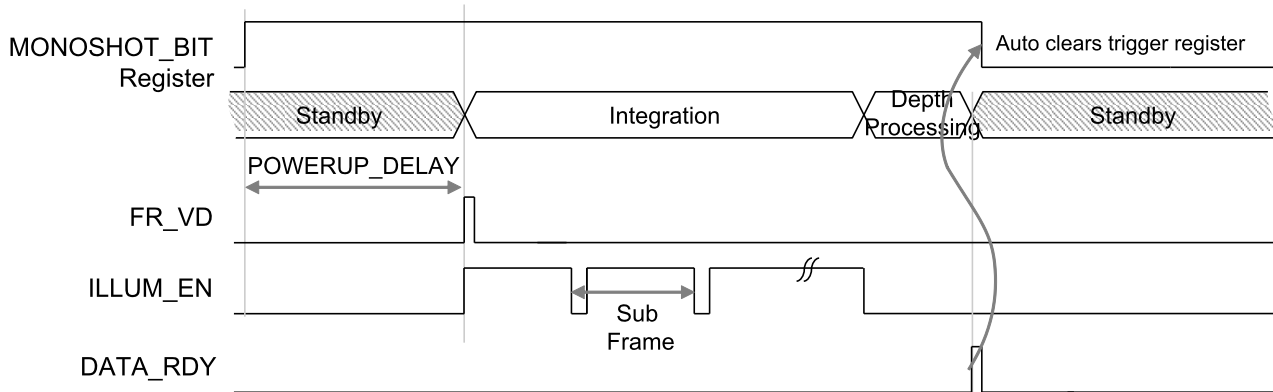 MONOSHOT_BIT
Register
Auto clears trigger register
Standby
Integration
Depth
Processing
Standby
POWERUP_DELAY
FR_VD
ILLUM_EN
Sub
Frame
DATA_RDY